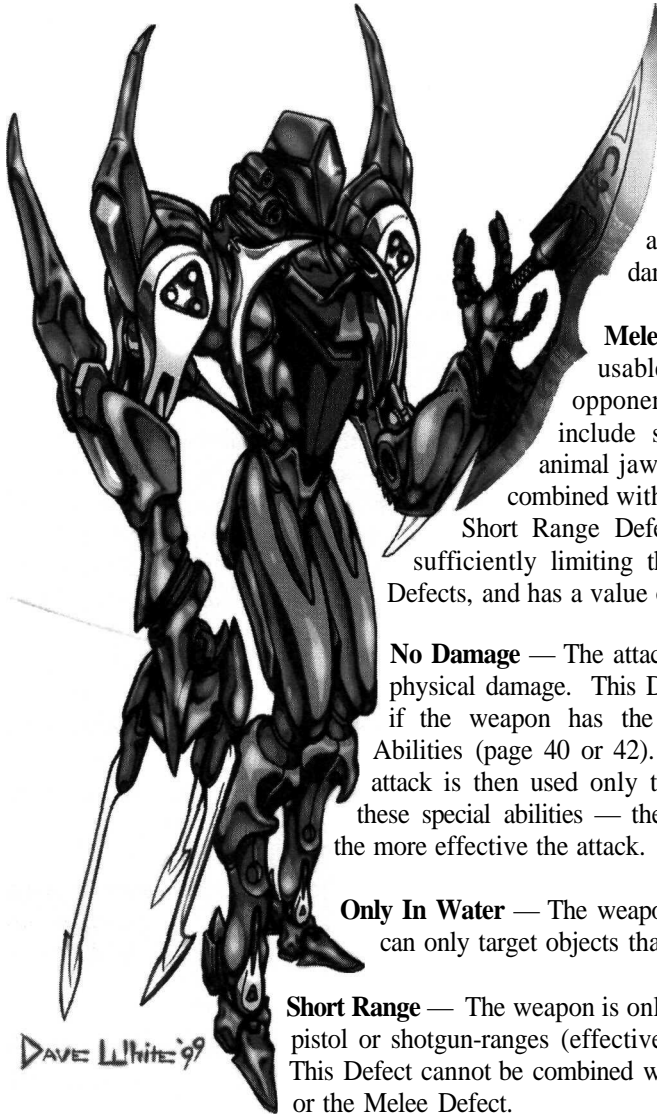 a
dar
Mele
usable
opponen
include s
animal jaw
combined with
Short Range Defe
sufficiently limiting th
Defects, and has a value o
No Damage — The attac
physical damage. This D
if the weapon has the
Abilities (page 40 or 42).
attack is then used only t
these special abilities — the
the more effective the attack.
Only In Water — The weapo
can only target objects tha
Short Range — The weapon is onl
pistol or shotgun-ranges (effective
This Defect cannot be combined w
or the Melee Defect.
DAVE White '99